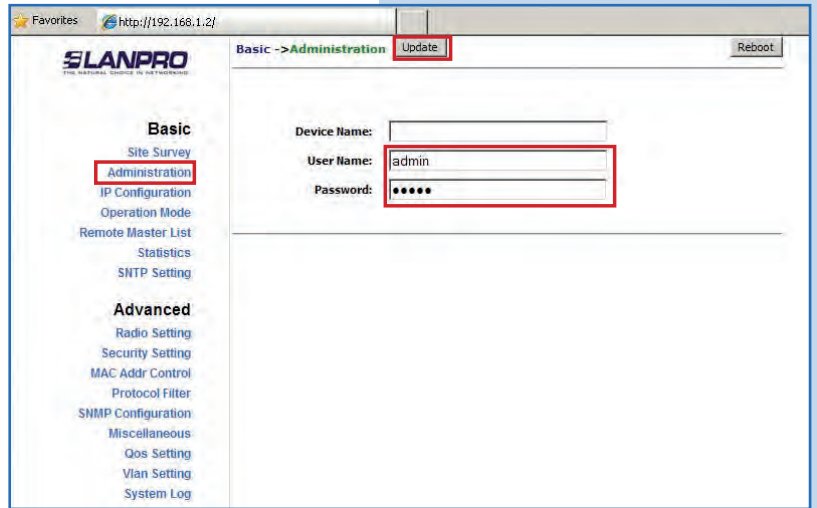 Favorites http://192.168.1.2/
LANPRO
THE NATURAL CHOICE IN NETWORKING
Basic ->Administration Update Reboot
Basic
Site Survey
Administration
IP Configuration
Operation Mode
Remote Master List
Statistics
SNTP Setting
Advanced
Radio Setting
Security Setting
MAC Addr Control
Protocol Filter
SNMP Configuration
Miscellaneous
Qos Setting
Vlan Setting
System Log
Device Name:
User Name: admin
Password: •••••